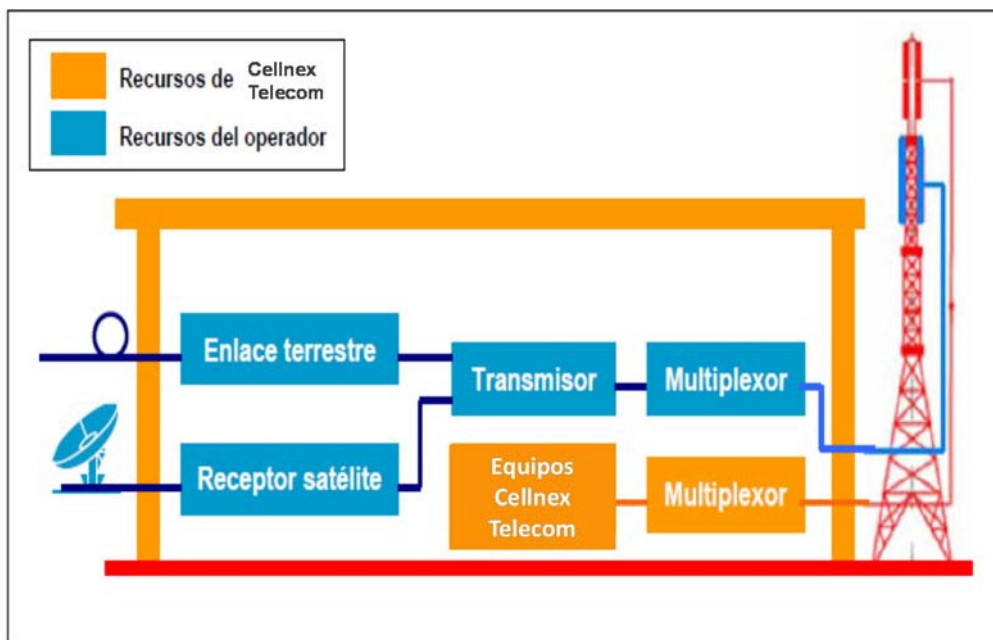 Recursos de Cellnex
Telecom
Recursos del operador
Enlace terrestre
Transmisor
Multiplexor
Receptor satélite
Equipos
Cellnex
Telecom
Multiplexor